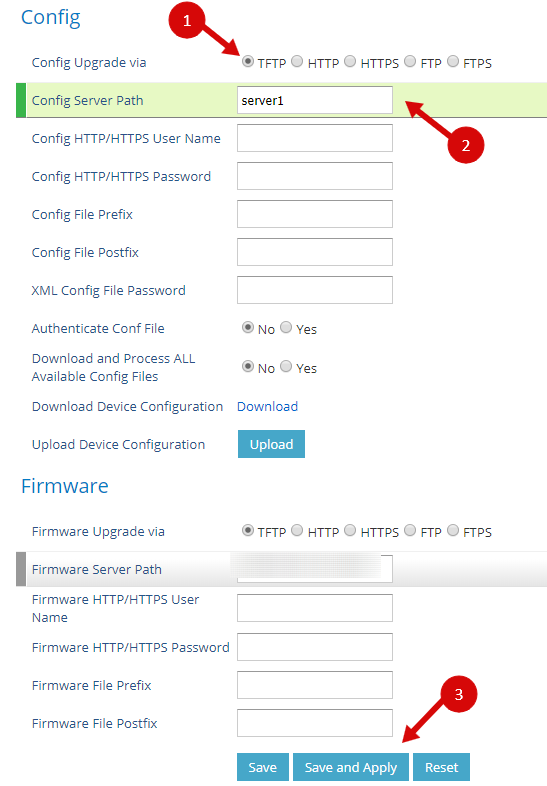 Config
1
Config Upgrade via TFTP HTTP HTTPS FTP FTPS
Config Server Path server1
2
Config HTTP/HTTPS User Name
Config HTTP/HTTPS Password
Config File Prefix
Config File Postfix
XML Config File Password
Authenticate Conf File No Yes
Download and Process ALL
Available Config Files No Yes
Download Device Configuration Download
Upload Device Configuration Upload
Firmware
Firmware Upgrade via TFTP HTTP HTTPS FTP FTPS
Firmware Server Path
Firmware HTTP/HTTPS User
Name
Firmware HTTP/HTTPS Password
Firmware File Prefix
3
Firmware File Postfix
Save Save and Apply Reset